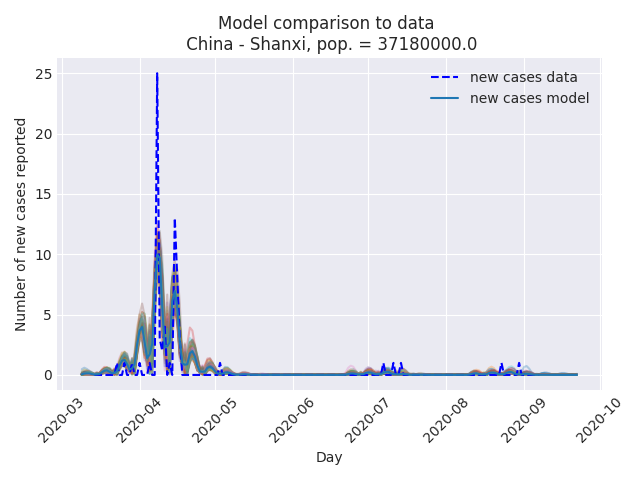 Model comparison to data
China - Shanxi, pop. = 37180000.0
new cases data
new cases model
Number of new cases reported
25
20
15
10
5
0
2020-03
2020-04
2020-05
2020-06
2020-07
2020-08
2020-09
2020-10
Day